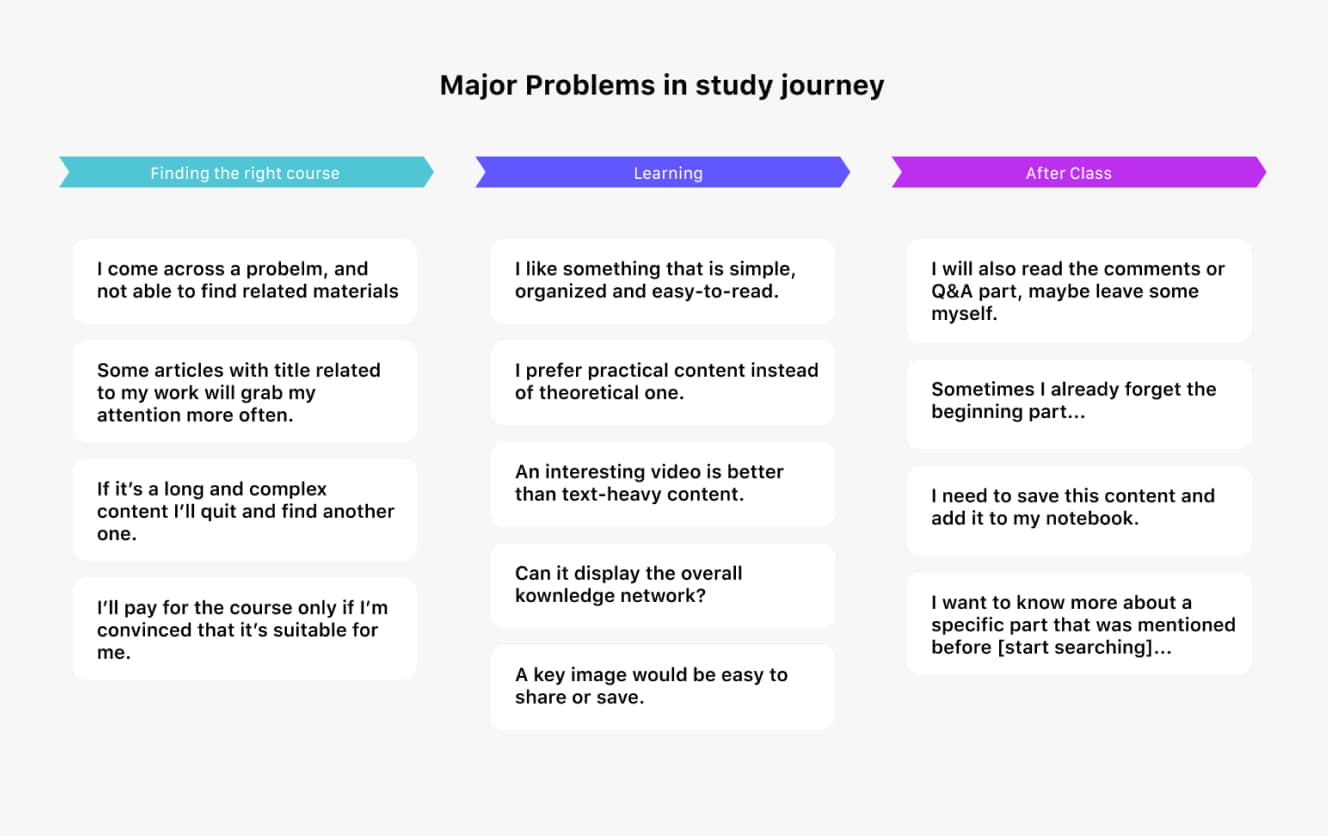 Major Problems in study journey
Finding the right course
I come across a probelm, and
not able to find related materials
Some articles with title related
to my work will grab my
attention more often.
If it’s a long and complex
content I’ll quit and find another
one.
I’ll pay for the course only if I’m
convinced that it’s suitable for
me.
Learning
I like something that is simple,
organized and easy-to-read.
I prefer practical content instead
of theoretical one.
An interesting video is better
than text-heavy content.
Can it display the overall
kownledge network?
A key image would be easy to
share or save.
After Class
I will also read the comments or
Q&A part, maybe leave some
myself.
Sometimes I already forget the
beginning part...
I need to save this content and
add it to my notebook.
I want to know more about a
specific part that was mentioned
before [start searching]...